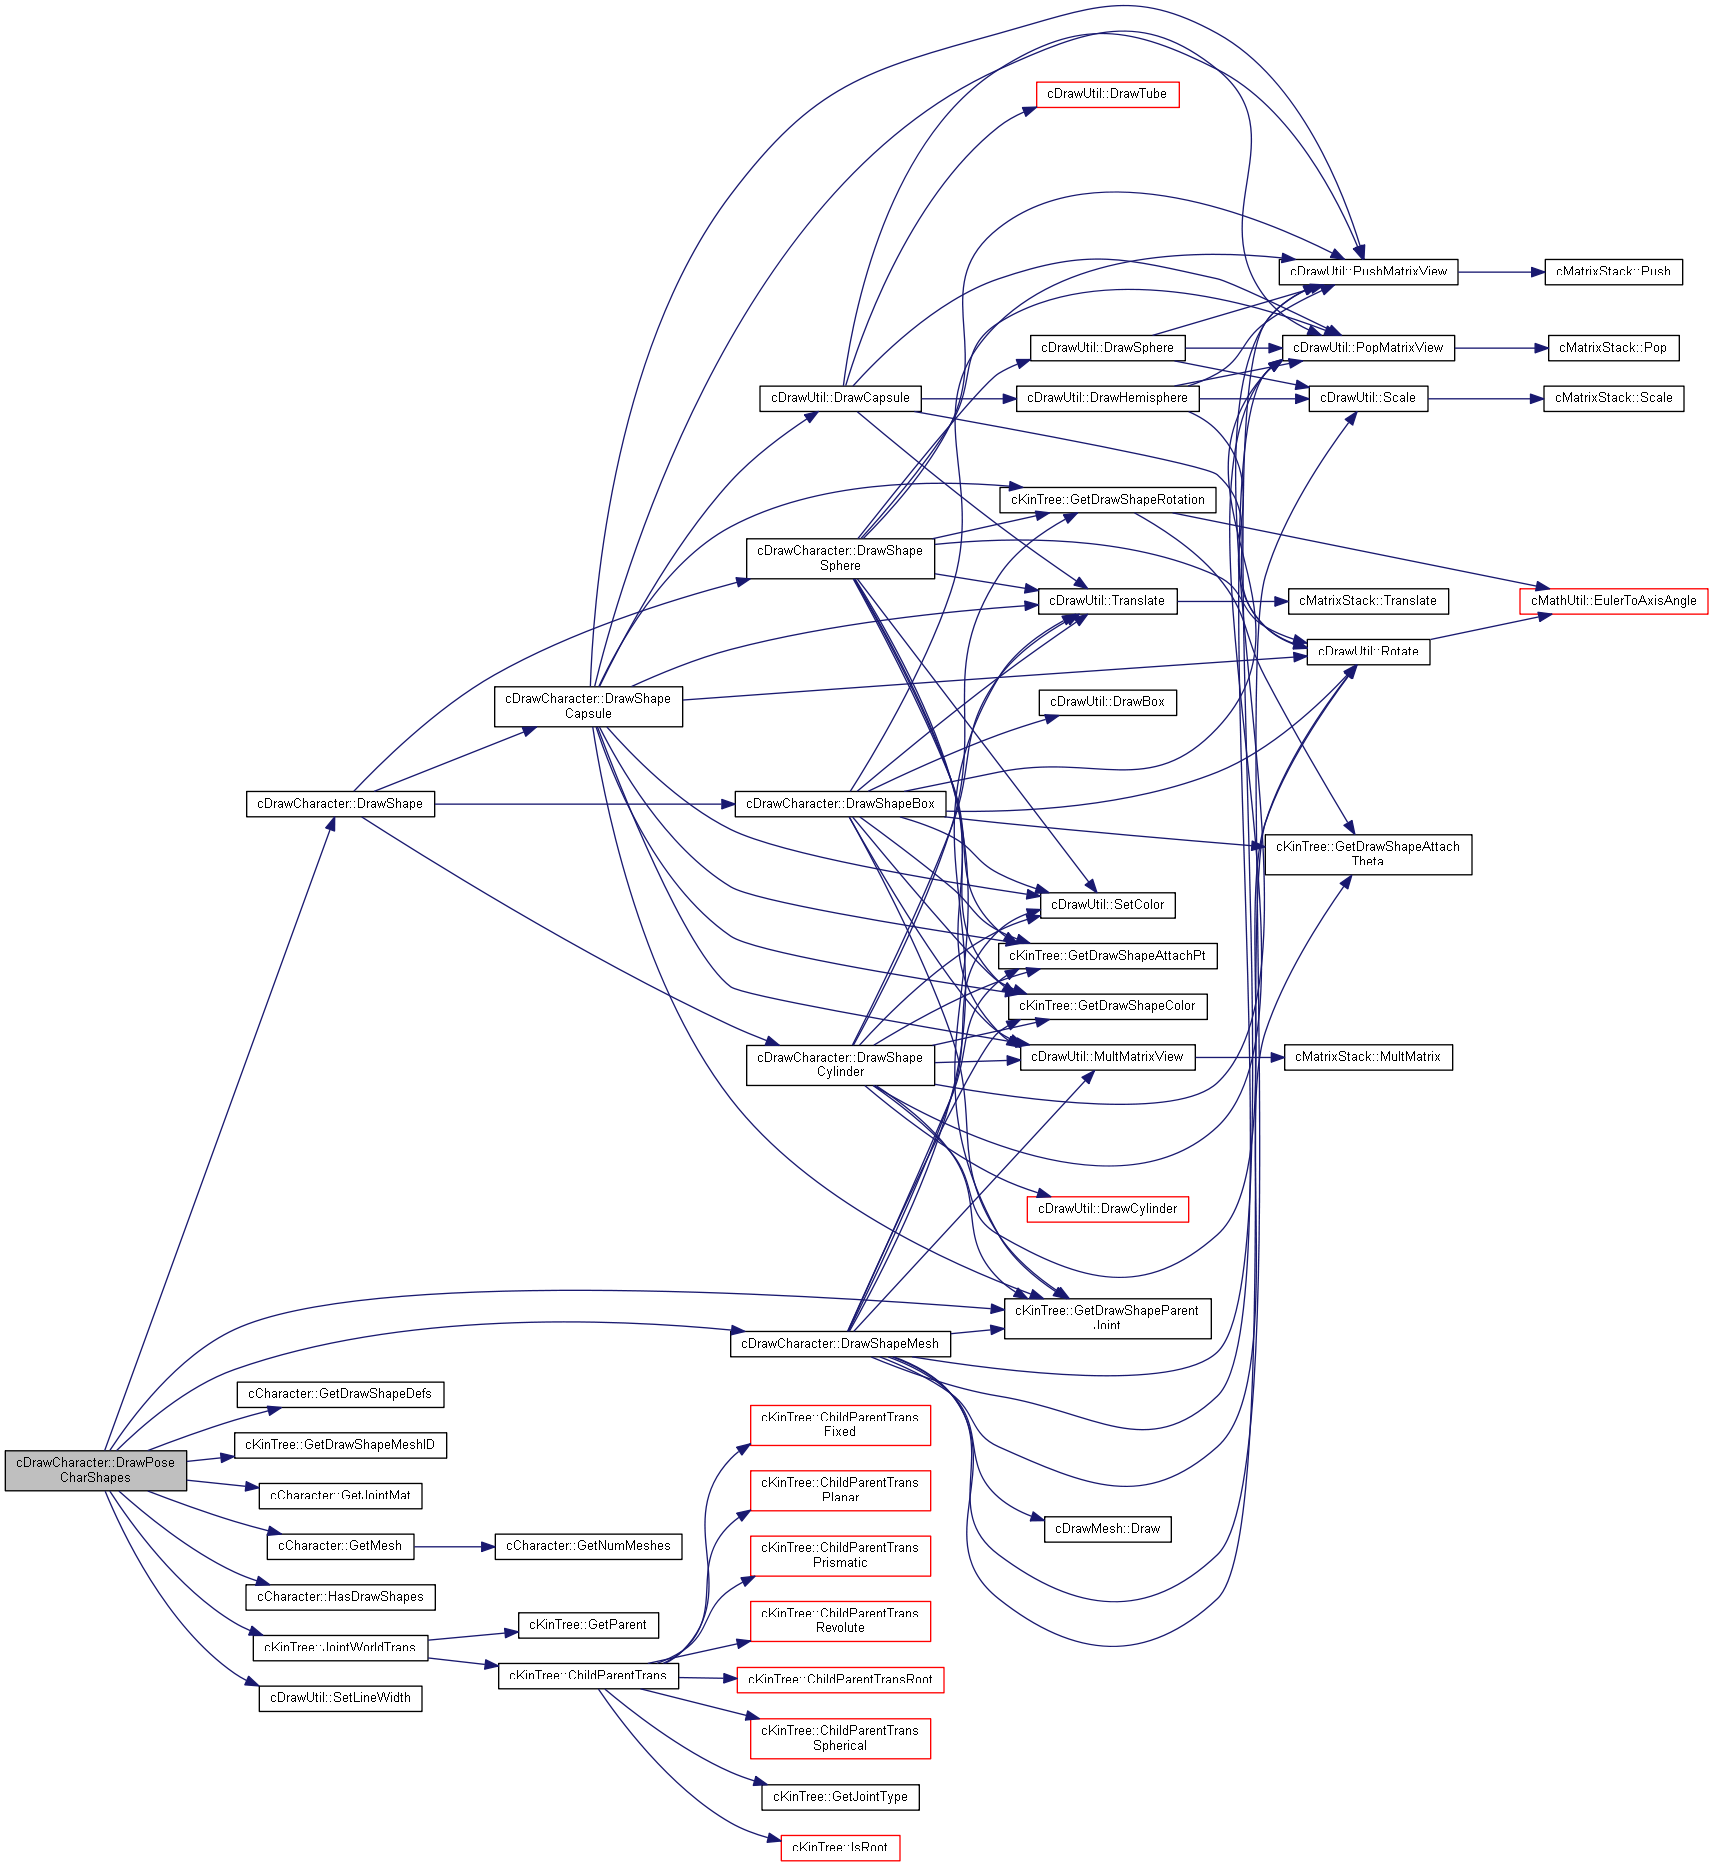 cDrawUtil::DrawTube
cDrawUtil::PushMatrixView
cMatrixStack::Push
cDrawUtil::DrawSphere
cDrawUtil::PopMatrixView
cMatrixStack::Pop
cDrawUtil::DrawCapsule
cDrawUtil::DrawHemisphere
cDrawUtil::Scale
cMatrixStack::Scale
cKinTree::GetDrawShapeRotation
cDrawCharacter::DrawShape
Sphere
cDrawUtil::Translate
cMatrixStack::Translate
cMathUtil::EulerToAxisAngle
cDrawUtil::Rotate
cDrawCharacter::DrawShape
Capsule
cDrawUtil::DrawBox
cDrawCharacter::DrawShape
cDrawCharacter::DrawShapeBox
cKinTree::GetDrawShapeAttach
Theta
cDrawUtil::SetColor
cKinTree::GetDrawShapeAttachPt
cKinTree::GetDrawShapeColor
cDrawCharacter::DrawShape
Cylinder
cDrawUtil::MultMatrixView
cMatrixStack::MultMatrix
cDrawUtil::DrawCylinder
cKinTree::GetDrawShapeParent
Joint
cDrawCharacter::DrawShapeMesh
cCharacter::GetDrawShapeDefs
cKinTree::ChildParentTrans
Fixed
cKinTree::GetDrawShapeMeshID
cDrawCharacter::DrawPose
CharShapes
cCharacter::GetJointMat
cKinTree::ChildParentTrans
Planar
cDrawMesh::Draw
cCharacter::GetMesh
cCharacter::GetNumMeshes
cKinTree::ChildParentTrans
Prismatic
cCharacter::HasDrawShapes
cKinTree::GetParent
cKinTree::ChildParentTrans
Revolute
cKinTree::JointWorldTrans
cKinTree::ChildParentTrans
cKinTree::ChildParentTransRoot
cDrawUtil::SetLineWidth
cKinTree::ChildParentTrans
Spherical
cKinTree::GetJointType
cKinTree::IsRoot